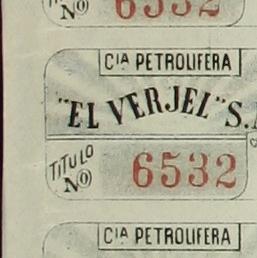 Nº 6532
CIA PETROLIFERA
"EL VERJEL" S.
TITULO
Nº 6532
CIA PETROLIFERA